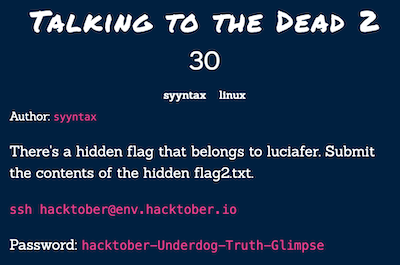 Talking to the Dead 2
30
syyntax linux
Author: syyntax
There's a hidden flag that belongs to luciafer. Submit
the contents of the hidden flag2.txt.
ssh hacktober@env.hacktober.io
Password: hacktober-Underdog-Truth-Glimpse